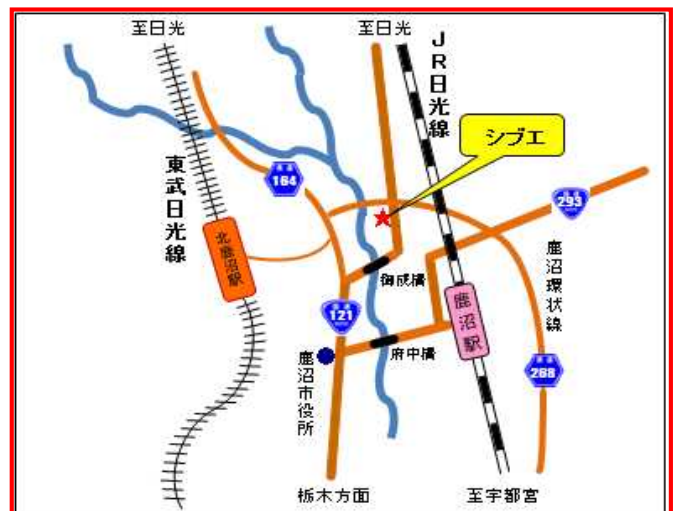 至日光
至日光
JR日光線
シブエ
164
293
東武日光線
北鹿沼駅
御成橋
鹿沼環状線
121
鹿沼駅
府中橋
鹿沼市役所
268
栃木方面
至宇都宮